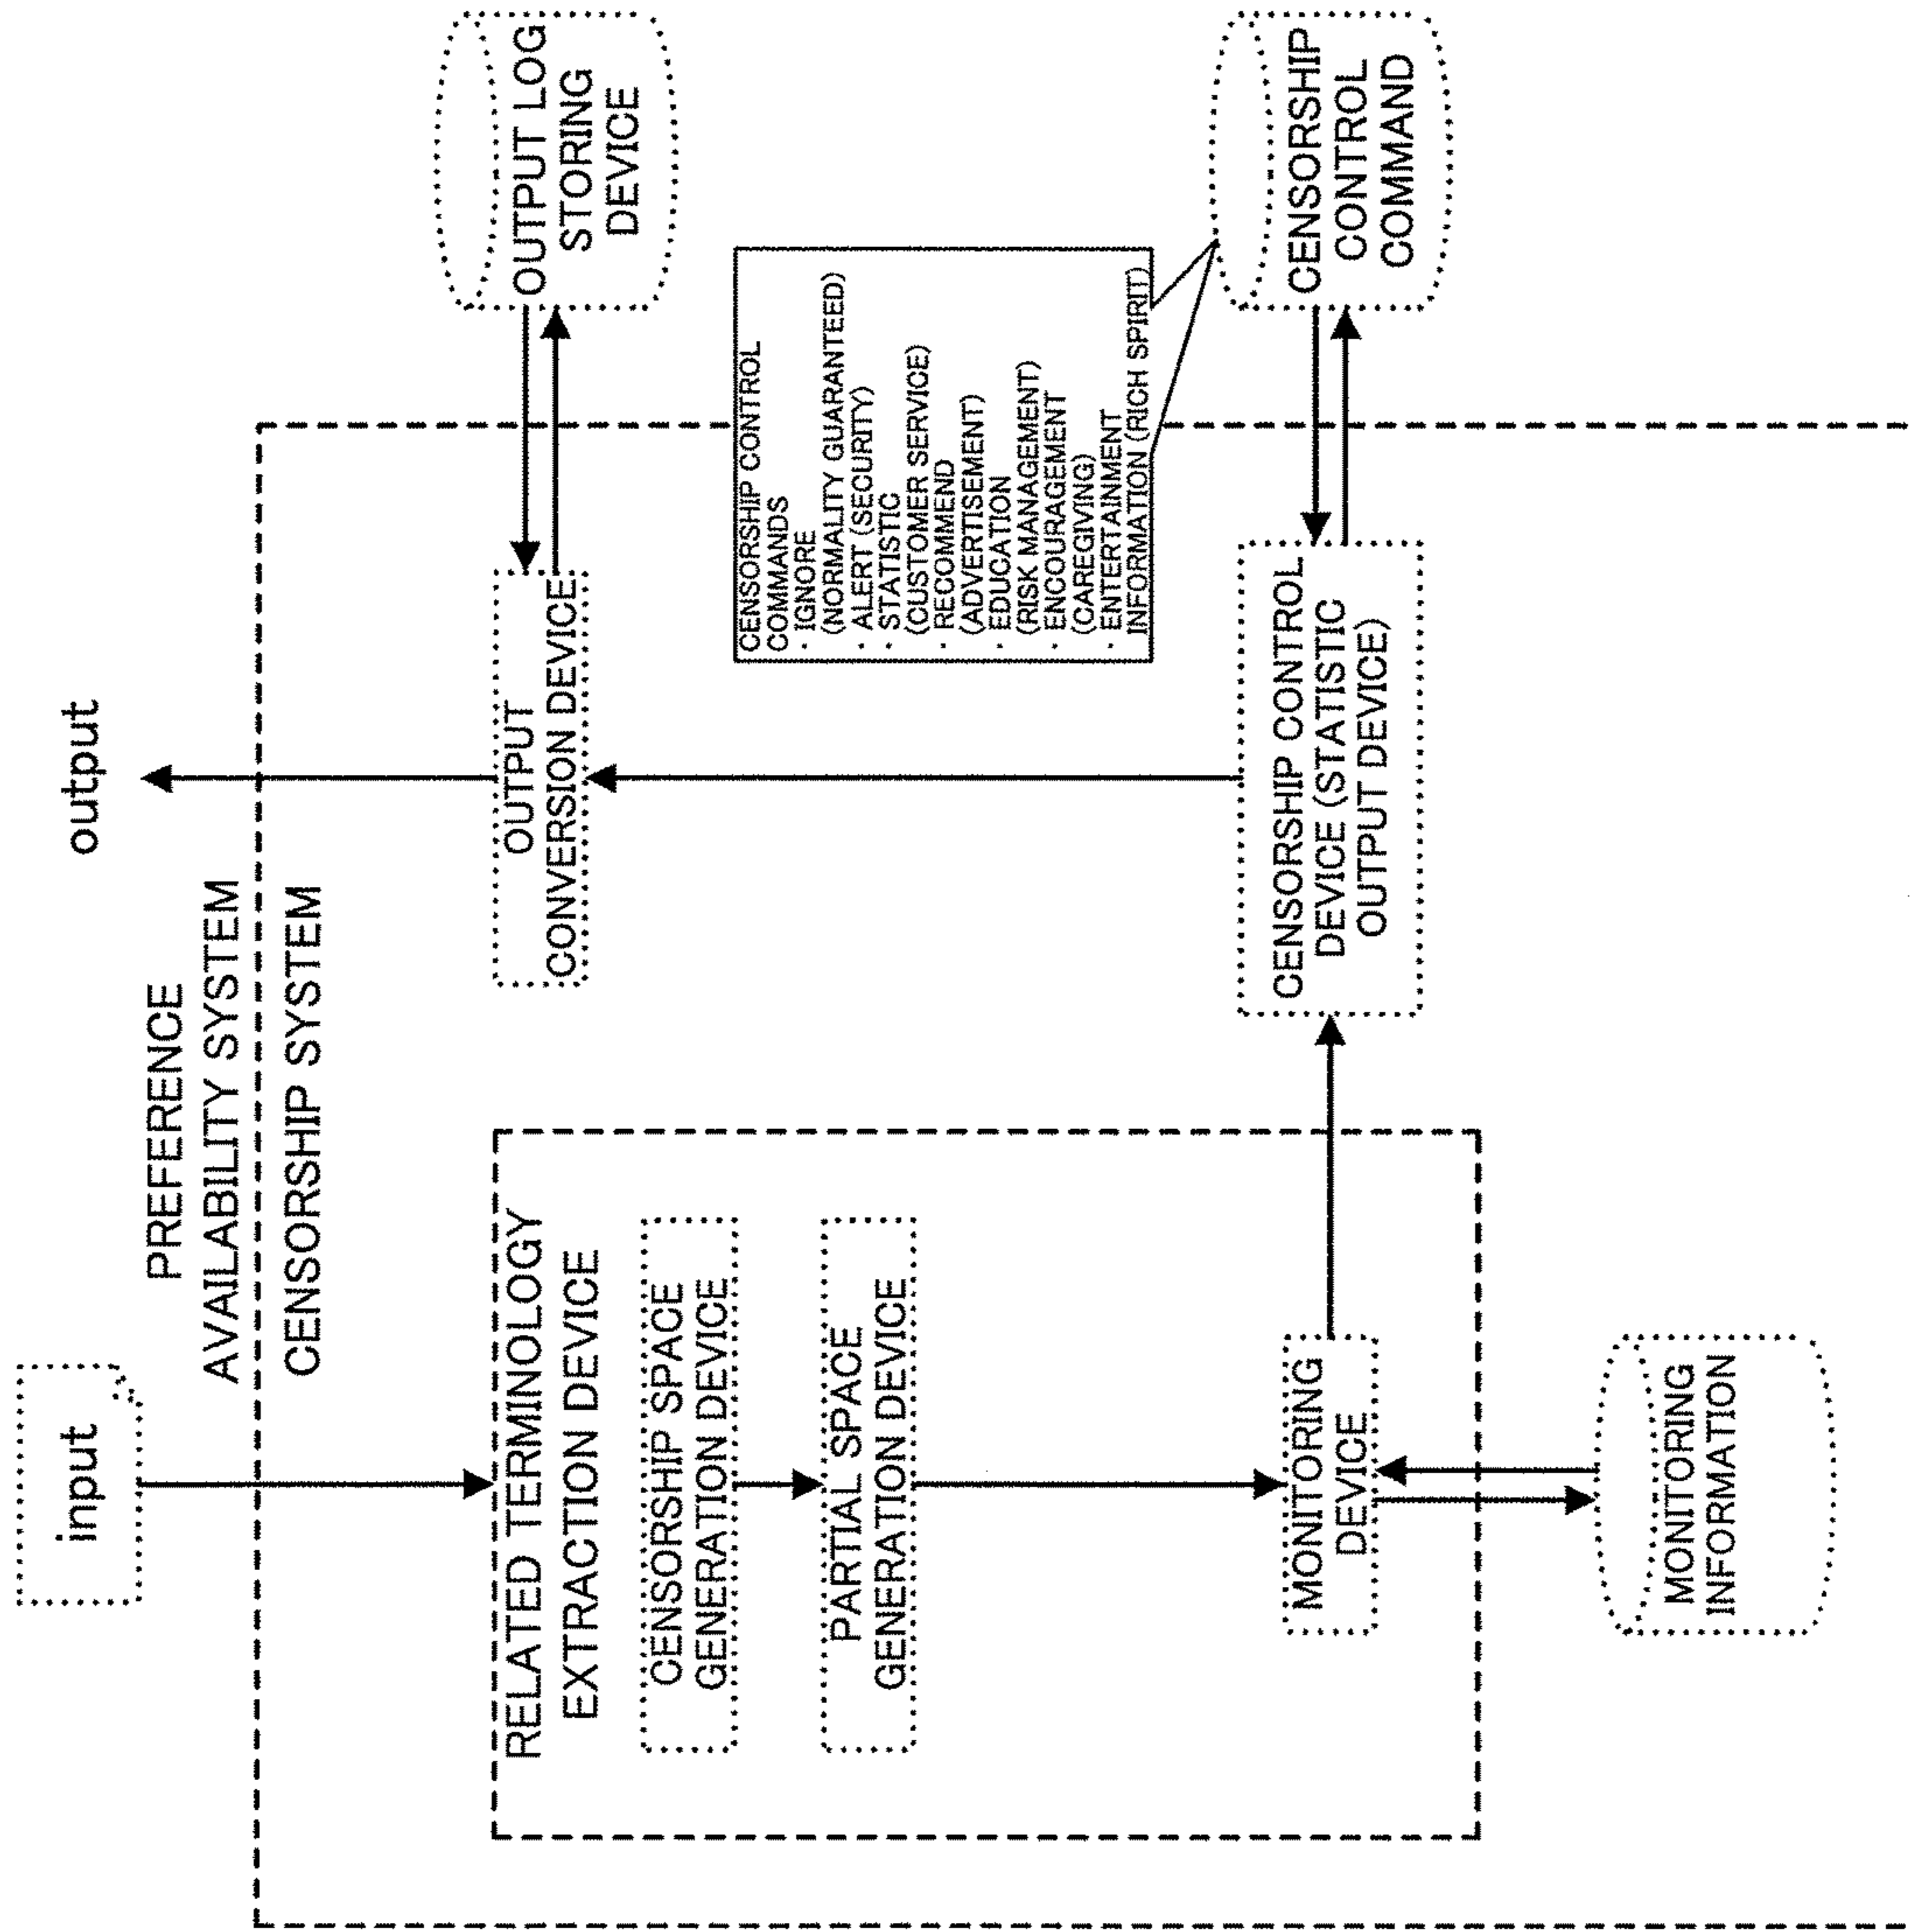 input
output
PREFERENCE
AVAILABILITY SYSTEM
CENSORSHIP SYSTEM
RELATED TERMINOLOGY
EXTRACTION DEVICE
CENSORSHIP SPACE
GENERATION DEVICE
PARTIAL SPACE
GENERATION DEVICE
MONITORING
DEVICE
MONITORING
INFORMATION
OUTPUT
CONVERSION DEVICE
CENSORSHIP CONTROL
DEVICE (STATISTIC
OUTPUT DEVICE)
OUTPUT LOG
STORING
DEVICE
CENSORSHIP CONTROL
COMMANDS
· IGNORE
(NORMALITY GUARANTEED)
· ALERT (SECURITY)
· STATISTIC
(CUSTOMER SERVICE)
· RECOMMEND
(ADVERTISEMENT)
· EDUCATION
(RISK MANAGEMENT)
· ENCOURAGEMENT
(CAREGIVING)
· ENTERTAINMENT
INFORMATION (RICH SPIRIT)
CENSORSHIP
CONTROL
COMMAND